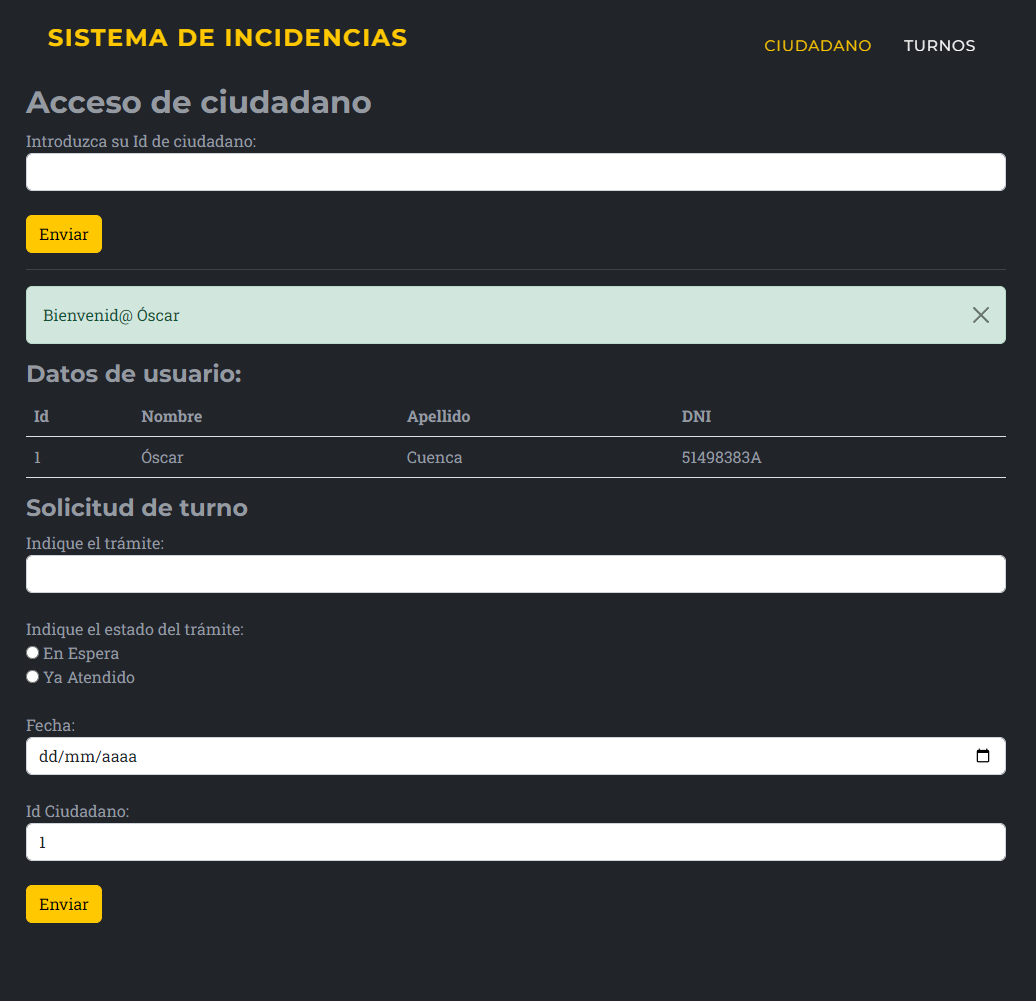 SISTEMA DE INCIDENCIAS
CIUDADANO TURNOS
Acceso de ciudadano
Introduzca su Id de ciudadano:
Enviar
Bienvenid@ Óscar
Datos de usuario:
Id Nombre Apellido DNI
1 Óscar Cuenca 51498383A
Solicitud de turno
Indique el trámite:
Indique el estado del trámite:
En Espera
Ya Atendido
Fecha:
dd/mm/aaaa
Id Ciudadano:
1
Enviar